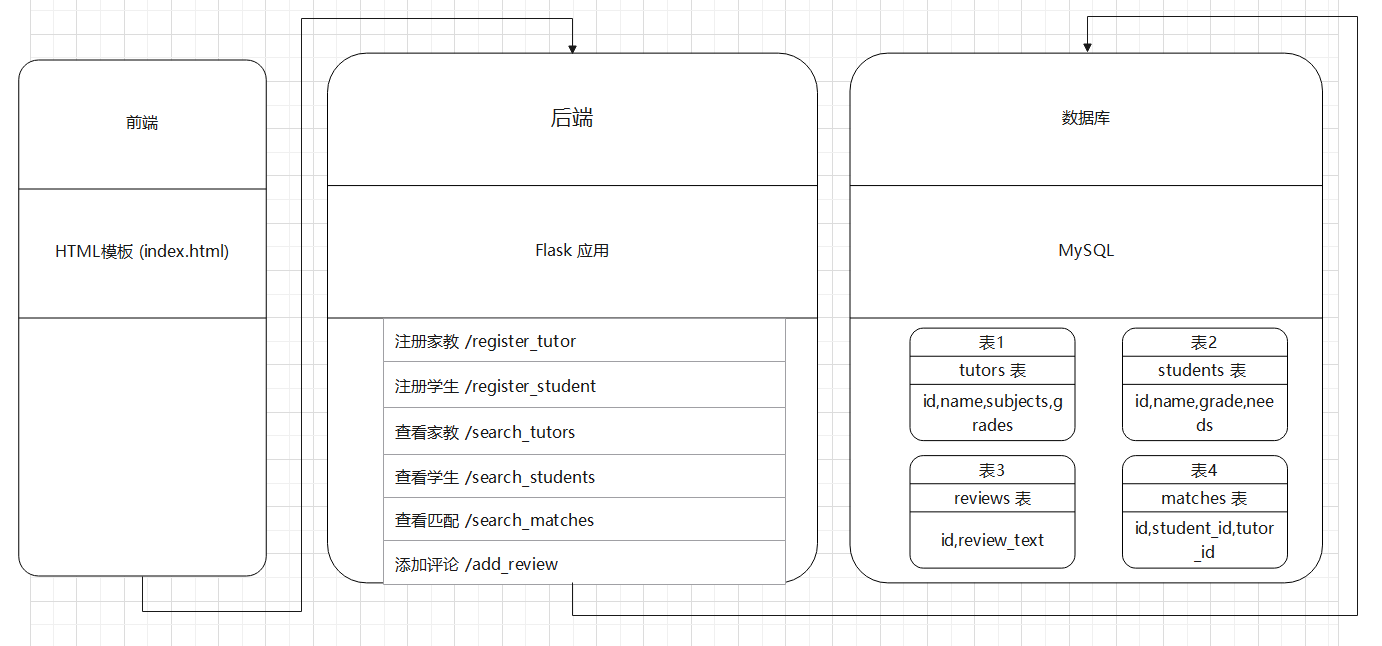 前端
HTML模板 (index.html)
后端
Flask 应用
注册家教 /register_tutor
注册学生 /register_student
查看家教 /search_tutors
查看学生 /search_students
查看匹配 /search_matches
添加评论 /add_review
数据库
MySQL
表1
tutors 表
id,name,subjects,g
rades
表2
students 表
id,name,grade,nee
ds
表3
reviews 表
id,review_text
表4
matches 表
id,student_id,tutor
_id